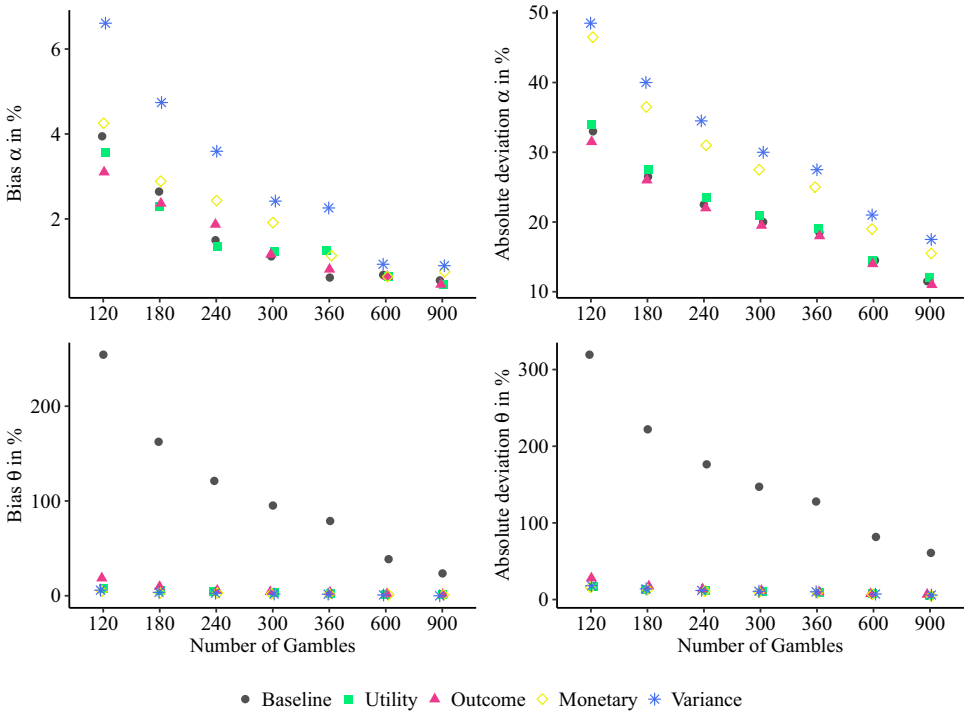 Bias α in %
6
4
2
120 180 240 300 360 600 900
Absolute deviation α in %
50
40
30
20
10
120 180 240 300 360 600 900
Bias θ in %
200
100
0
120 180 240 300 360 600 900
Number of Gambles
Absolute deviation θ in %
300
200
100
0
120 180 240 300 360 600 900
Number of Gambles
Baseline Utility Outcome Monetary Variance